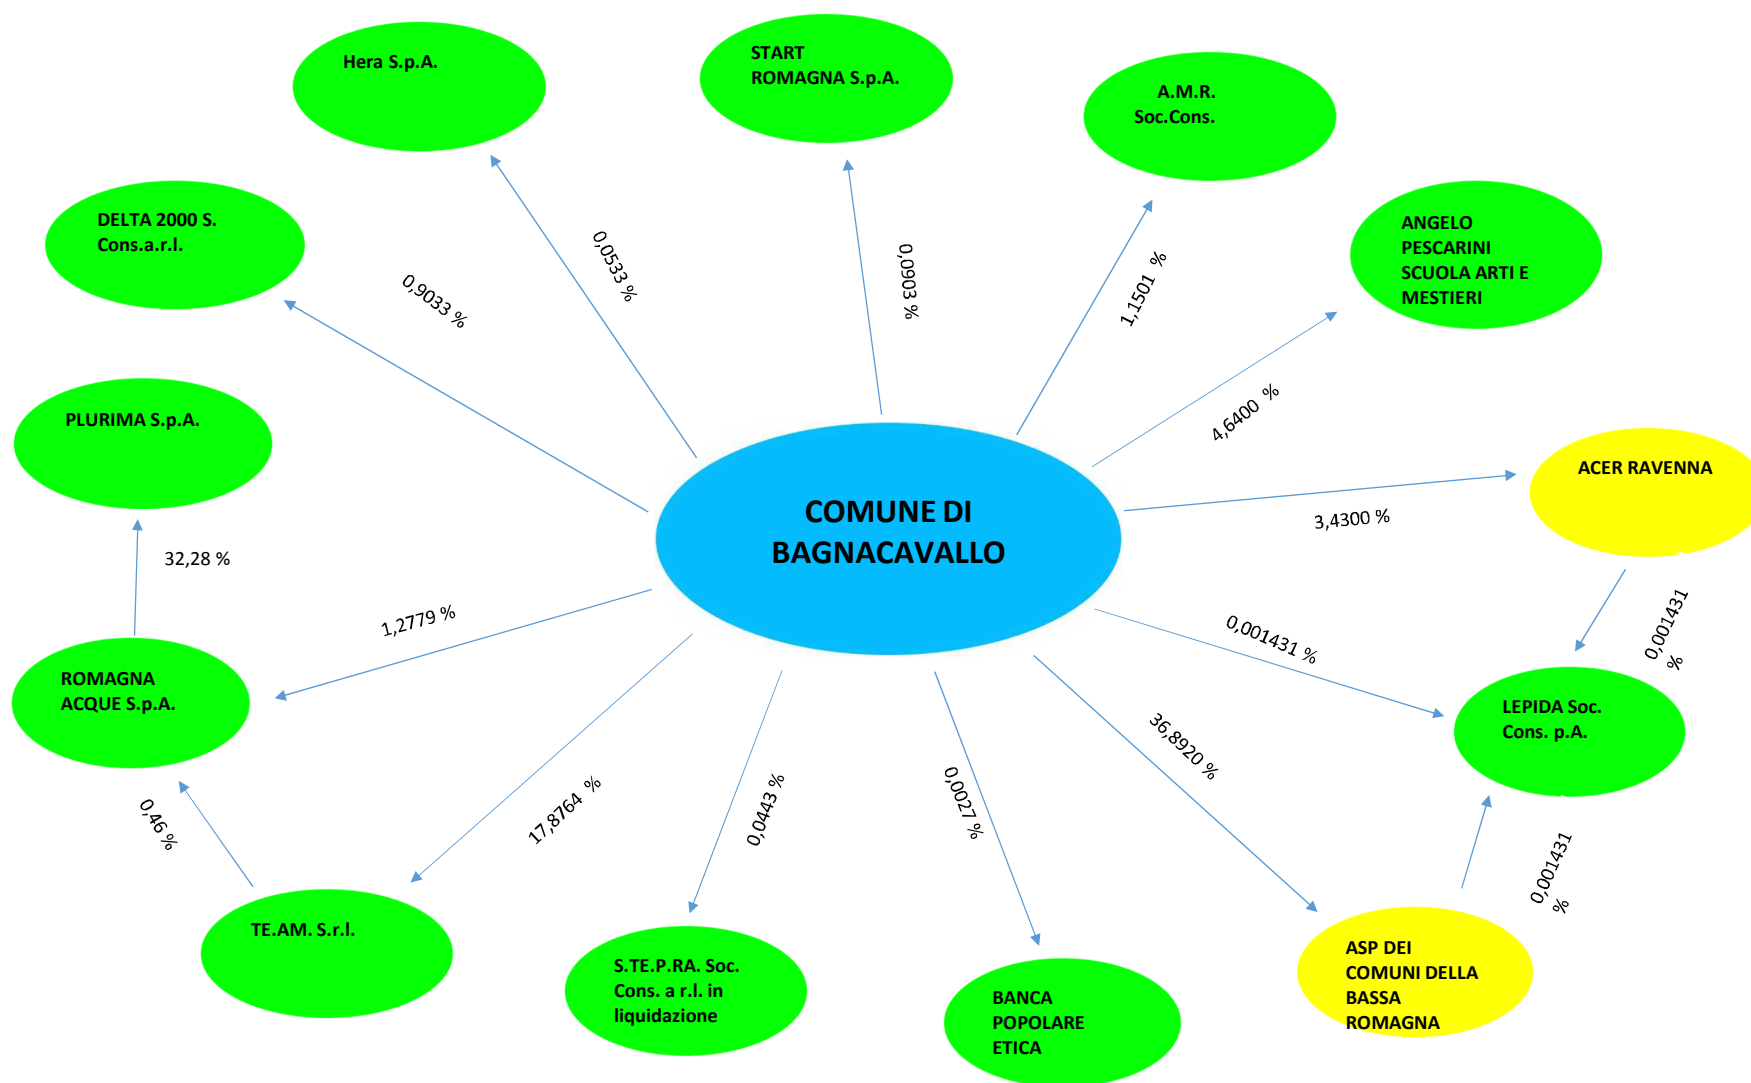 Hera S.p.A.
START
ROMAGNA S.p.A.
A.M.R.
Soc.Cons.
DELTA 2000 S.
Cons.a.r.l.
ANGELO
PESCARINI
SCUOLA ARTI E
MESTIERI
0,9033 %
0,0533 %
0,0903 %
1,1501 %
4,6400 %
PLURIMA S.p.A.
ACER RAVENNA
COMUNE DI
BAGNACAVALLO
3,4300 %
32,28 %
1,2779 %
0,001431 %
0,001431
%
ROMAGNA
ACQUE S.p.A.
LEPIDA Soc.
Cons. p.A.
0,46 %
17,8764 %
0,0443 %
0,0027 %
36,8920 %
0,001431
%
TE.AM. S.r.l.
S.TE.P.RA. Soc.
Cons. a r.l. in
liquidazione
BANCA
POPOLARE
ETICA
ASP DEI
COMUNI DELLA
BASSA
ROMAGNA